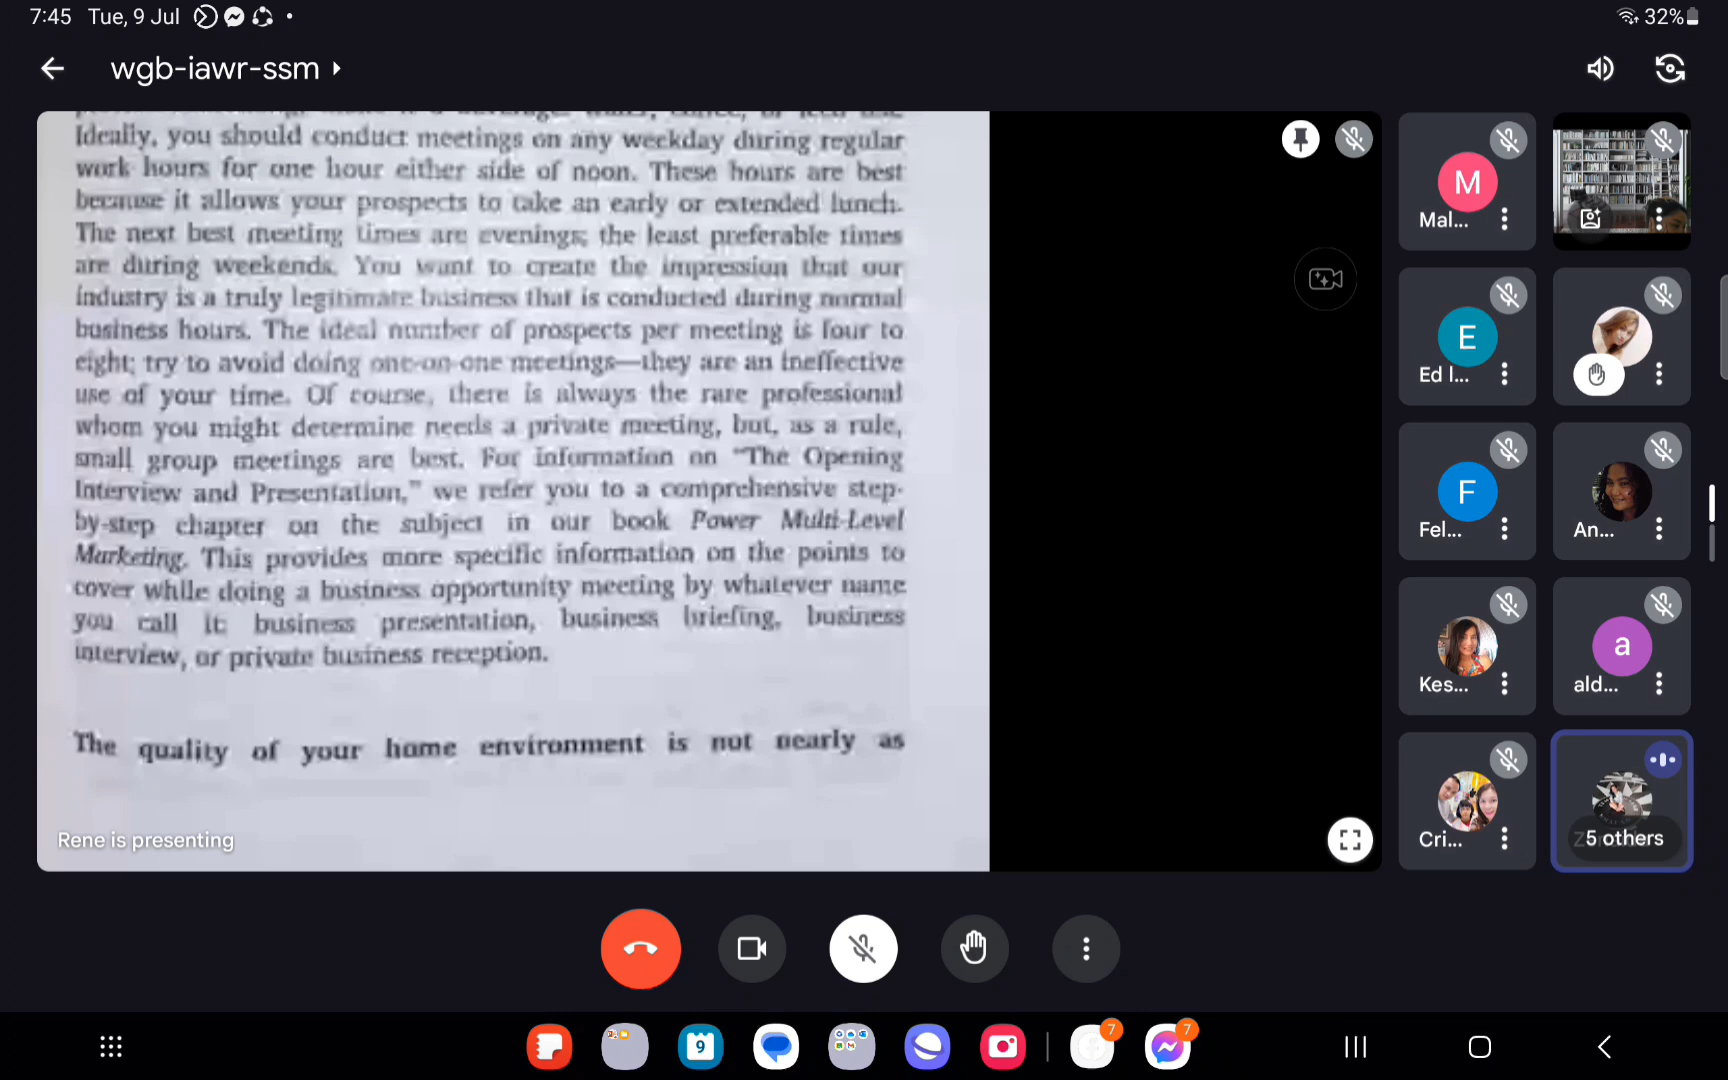 7:45 Tue, 9 Jul
32%
wgb-iawr-ssm
Ideally, you should conduct meetings on any weekday during regular
work hours for one hour either side of noon. These hours are best
because it allows your prospects to take an early or extended lunch.
The next best meeting times are evenings; the least preferable times
are during weekends. You want to create the impression that our
industry is a truly legitimate business that is conducted during normal
business hours. The ideal number of prospects per meeting is four to
eight; try to avoid doing one-on-one meetings—they are an ineffective
use of your time. Of course, there is always the rare professional
whom you might determine needs a private meeting, but, as a rule,
small group meetings are best. For information on "The Opening
Interview and Presentation," we refer you to a comprehensive step-
by-step chapter on the subject in our book Power Multi-Level
Marketing. This provides more specific information on the points to
cover while doing a business opportunity meeting by whatever name
you call it: business presentation, business briefing, business
interview, or private business reception.
The quality of your home environment is not nearly as
Rene is presenting
M
Mal...
E
Ed l...
F
Fel...
An...
Kes...
a
ald...
Cri...
5 others
9
7
7